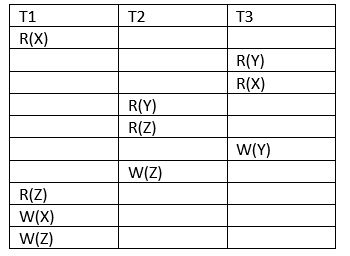 T1 T2 T3
R(X)
R(Y)
R(X)
R(Y)
R(Z)
W(Y)
W(Z)
R(Z)
W(X)
W(Z)